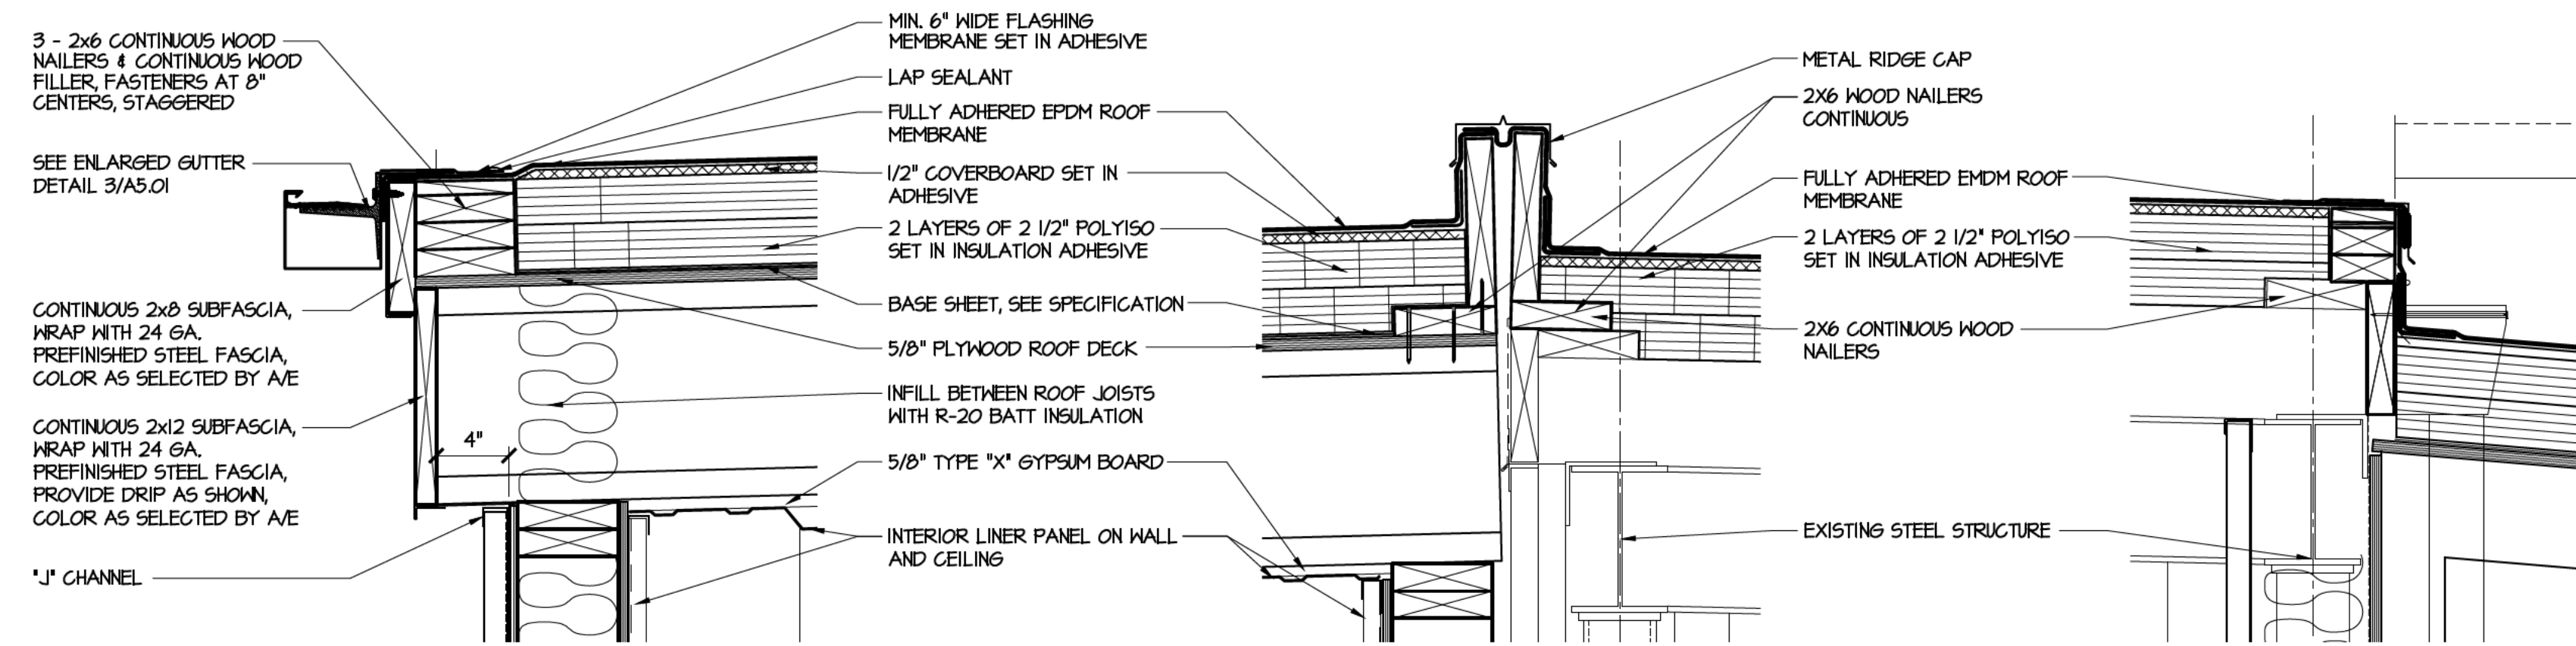 3 - 2x6 CONTINUOUS WOOD
NAILERS & CONTINUOUS WOOD
FILLER, FASTENERS AT 8"
CENTERS, STAGGERED
SEE ENLARGED GUTTER
DETAIL 3/A5.01
CONTINUOUS 2x8 SUBFASCIA,
WRAP WITH 24 GA.
PREFINISHED STEEL FASCIA,
COLOR AS SELECTED BY A/E
CONTINUOUS 2x12 SUBFASCIA,
WRAP WITH 24 GA.
PREFINISHED STEEL FASCIA,
PROVIDE DRIP AS SHOWN,
COLOR AS SELECTED BY A/E
"J" CHANNEL
4"
MIN. 6" WIDE FLASHING
MEMBRANE SET IN ADHESIVE
LAP SEALANT
FULLY ADHERED EPDM ROOF
MEMBRANE
1/2" COVERBOARD SET IN
ADHESIVE
2 LAYERS OF 2 1/2" POLYISO
SET IN INSULATION ADHESIVE
BASE SHEET, SEE SPECIFICATION
5/8" PLYWOOD ROOF DECK
INFILL BETWEEN ROOF JOISTS
WITH R-20 BATT INSULATION
5/8" TYPE "X" GYPSUM BOARD
INTERIOR LINER PANEL ON WALL
AND CEILING
METAL RIDGE CAP
2X6 WOOD NAILERS
CONTINUOUS
FULLY ADHERED EMDM ROOF
MEMBRANE
2 LAYERS OF 2 1/2" POLYISO
SET IN INSULATION ADHESIVE
2X6 CONTINUOUS WOOD
NAILERS
EXISTING STEEL STRUCTURE